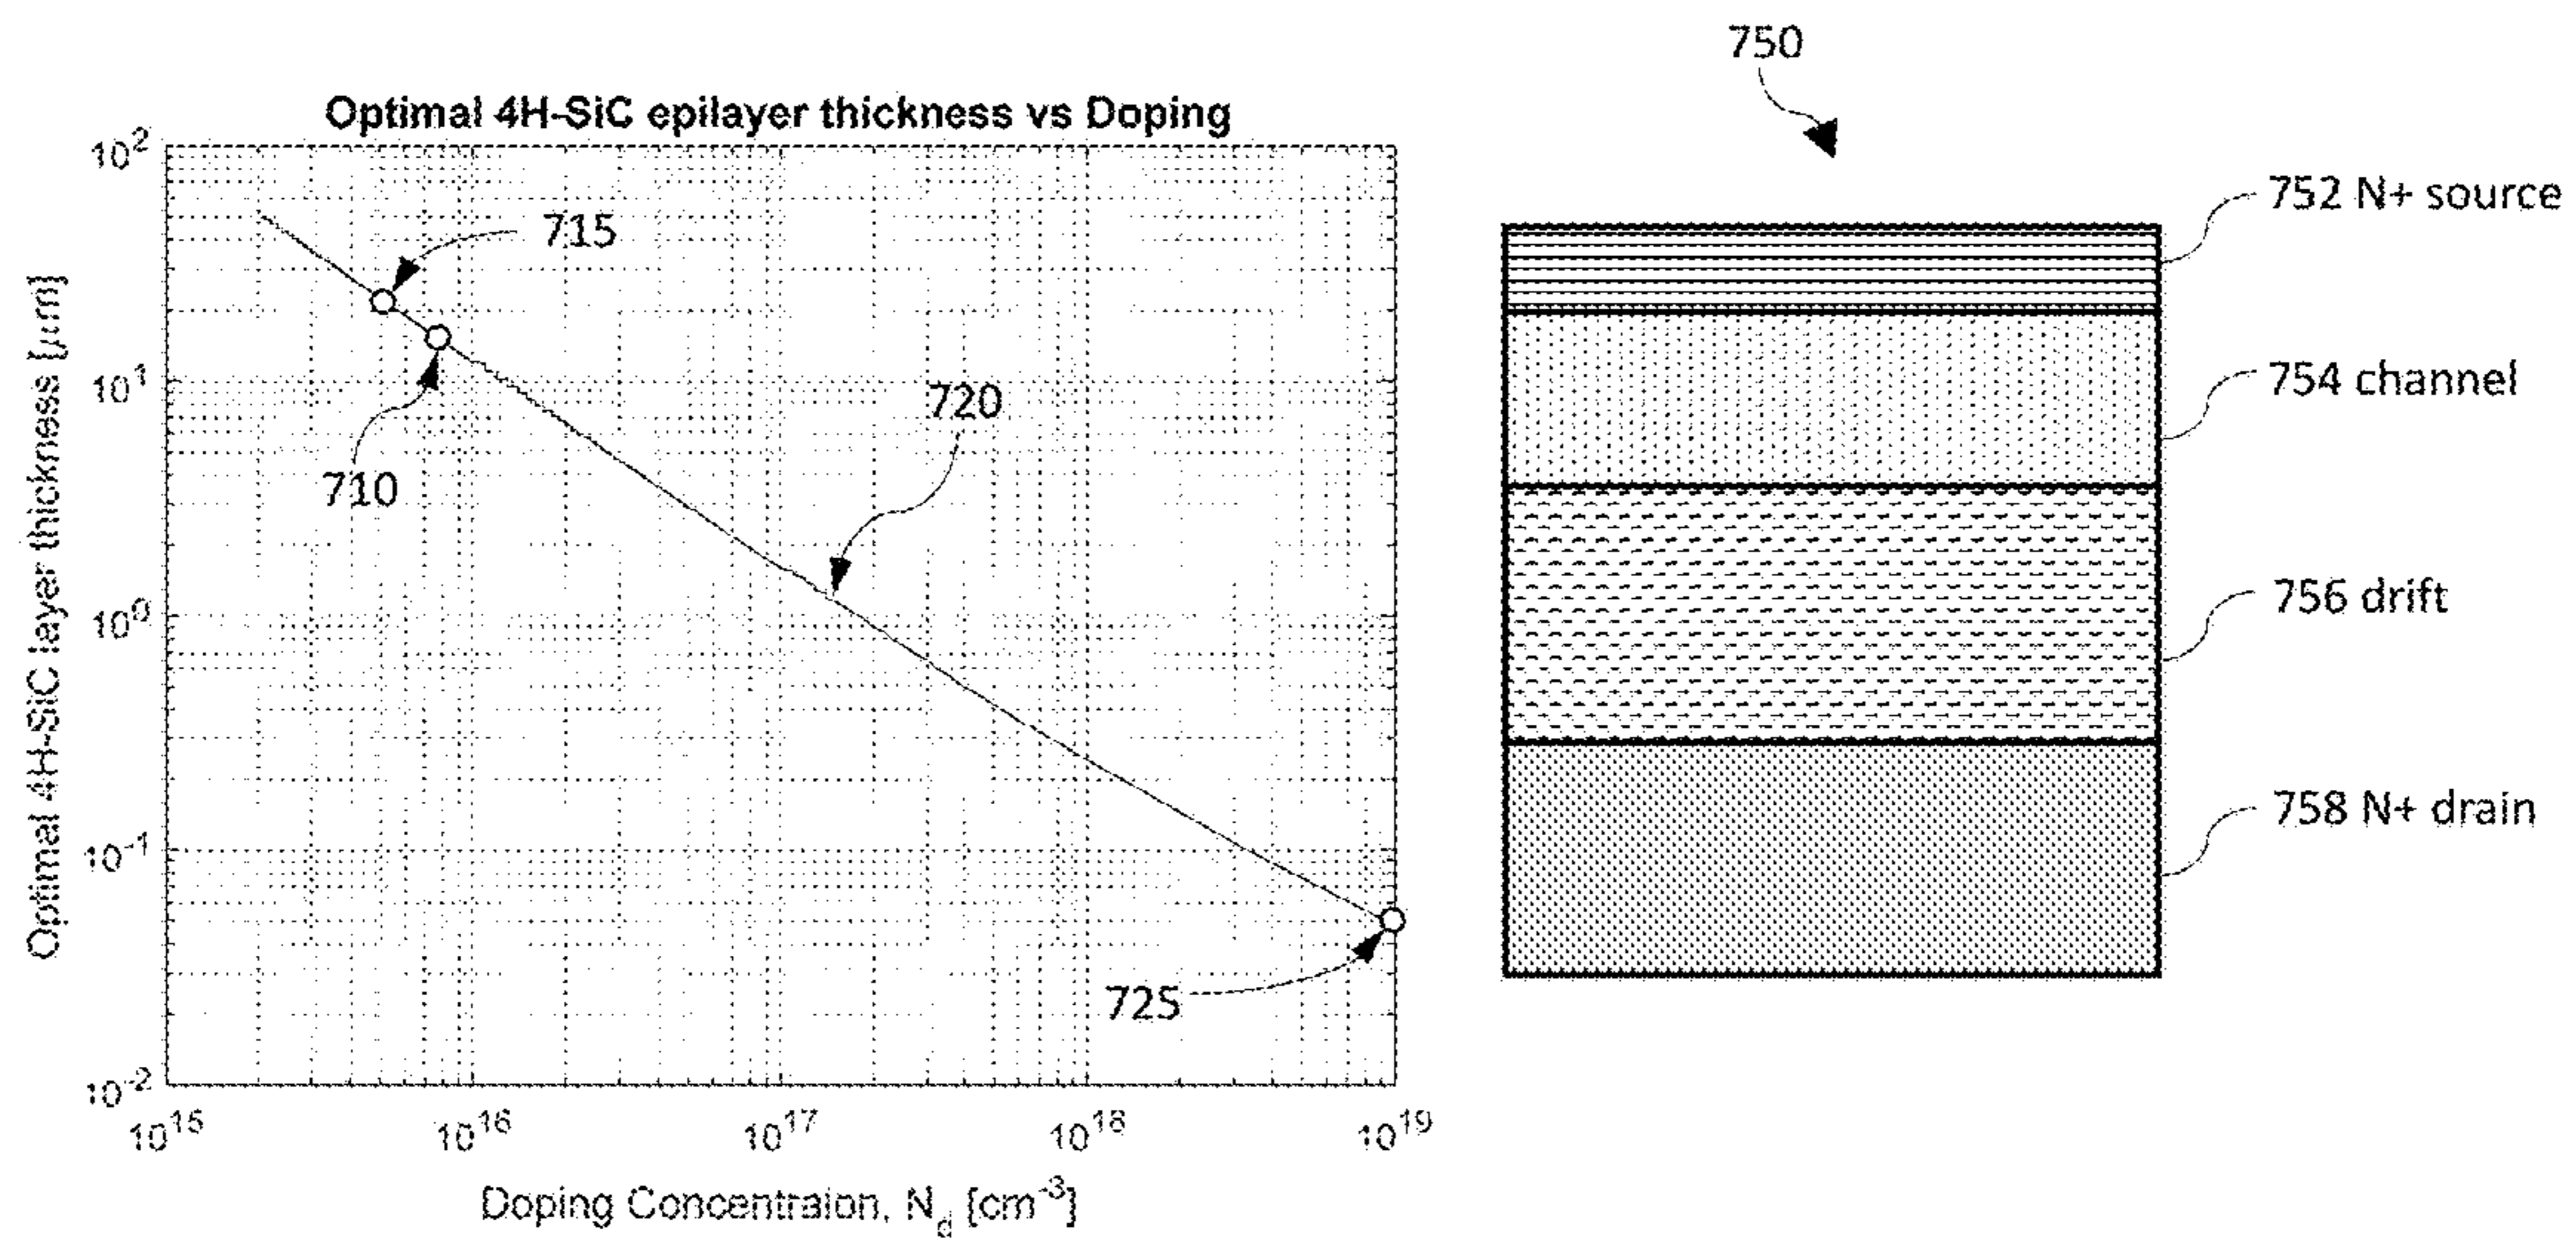 750
Optimal 4H-SiC epilayer thickness vs Doping
10^2
752 N+ source
715
Optimal 4H-SiC layer thickness [μm]
10^1
754 channel
720
710
10^0
756 drift
10^-1
758 N+ drain
725
10^-2
10^15 10^16 10^17 10^18 10^19
Doping Concentraion, N_d [cm^-3]